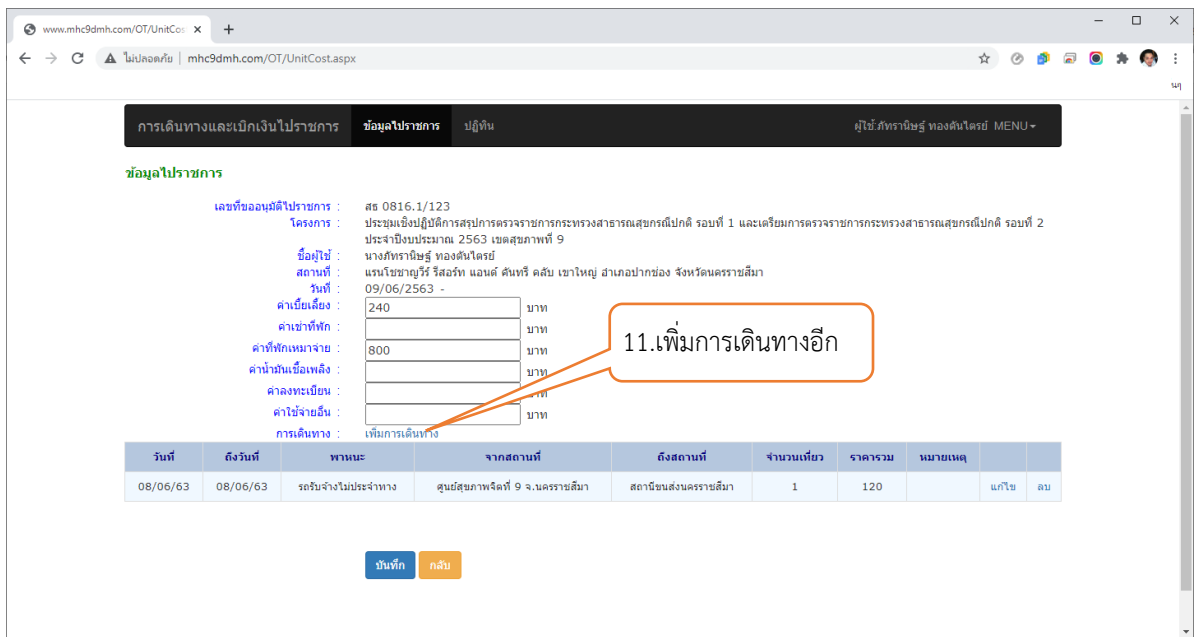 www.mhc9dmh.com/OT/UnitCos
ไม่ปลอดภัย | mhc9dmh.com/OT/UnitCost.aspx
นๆ
การเดินทางและเบิกเงินไปราชการ ข้อมูลไปราชการ ปฏิทิน ผู้ใช้:ภัทรานิษฐ์ ทองตันไตรย์ MENU
ข้อมูลไปราชการ
เลขที่ขออนุมัติไปราชการ : สธ 0816.1/123
โครงการ : ประชุมเชิงปฏิบัติการสรุปการตรวจราชการกระทรวงสาธารณสุขกรณีปกติ รอบที่ 1 และเตรียมการตรวจราชการกระทรวงสาธารณสุขกรณีปกติ รอบที่ 2
ประจำปีงบประมาณ 2563 เขตสุขภาพที่ 9
ชื่อผู้ใช้ : นางภัทรานิษฐ์ ทองตันไตรย์
สถานที่ : แรนโชชาญวีร์ รีสอร์ท แอนด์ คันทรี คลับ เขาใหญ่ อำเภอปากช่อง จังหวัดนครราชสีมา
วันที่ : 09/06/2563 -
ค่าเบี้ยเลี้ยง : 240 บาท
ค่าเช่าที่พัก : บาท
ค่าที่พักเหมาจ่าย : 800 บาท
ค่าน้ำมันเชื้อเพลิง : บาท
ค่าลงทะเบียน : บาท
ค่าใช้จ่ายอื่น : บาท
การเดินทาง : เพิ่มการเดินทาง
11.เพิ่มการเดินทางอีก
วันที่ ถึงวันที่ พาหนะ จากสถานที่ ถึงสถานที่ จำนวนเที่ยว ราคารวม หมายเหตุ
08/06/63 08/06/63 รถรับจ้างไม่ประจำทาง ศูนย์สุขภาพจิตที่ 9 จ.นครราชสีมา สถานีขนส่งนครราชสีมา 1 120 แก้ไข ลบ
บันทึก กลับ